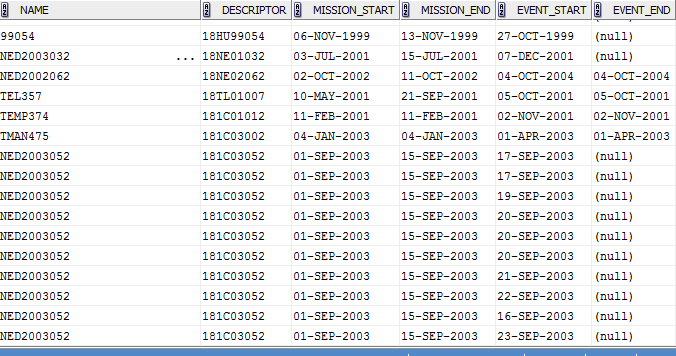 NAME DESCRIPTOR MISSION_START MISSION_END EVENT_START EVENT_END
99054 18HU99054 06-NOV-1999 13-NOV-1999 27-OCT-1999 (null)
NED2003032 ... 18NE01032 03-JUL-2001 15-JUL-2001 07-DEC-2001 (null)
NED2002062 18NE02062 02-OCT-2002 11-OCT-2002 04-OCT-2004 04-OCT-2004
TEL357 18TL01007 10-MAY-2001 21-SEP-2001 05-OCT-2001 05-OCT-2001
TEMP374 181C01012 11-FEB-2001 11-FEB-2001 02-NOV-2001 02-NOV-2001
TMAN475 181C03002 04-JAN-2003 04-JAN-2003 01-APR-2003 01-APR-2003
NED2003052 181C03052 01-SEP-2003 15-SEP-2003 17-SEP-2003 (null)
NED2003052 181C03052 01-SEP-2003 15-SEP-2003 17-SEP-2003 (null)
NED2003052 181C03052 01-SEP-2003 15-SEP-2003 19-SEP-2003 (null)
NED2003052 181C03052 01-SEP-2003 15-SEP-2003 20-SEP-2003 (null)
NED2003052 181C03052 01-SEP-2003 15-SEP-2003 20-SEP-2003 (null)
NED2003052 181C03052 01-SEP-2003 15-SEP-2003 20-SEP-2003 (null)
NED2003052 181C03052 01-SEP-2003 15-SEP-2003 21-SEP-2003 (null)
NED2003052 181C03052 01-SEP-2003 15-SEP-2003 22-SEP-2003 (null)
NED2003052 181C03052 01-SEP-2003 15-SEP-2003 16-SEP-2003 (null)
NED2003052 181C03052 01-SEP-2003 15-SEP-2003 23-SEP-2003 (null)